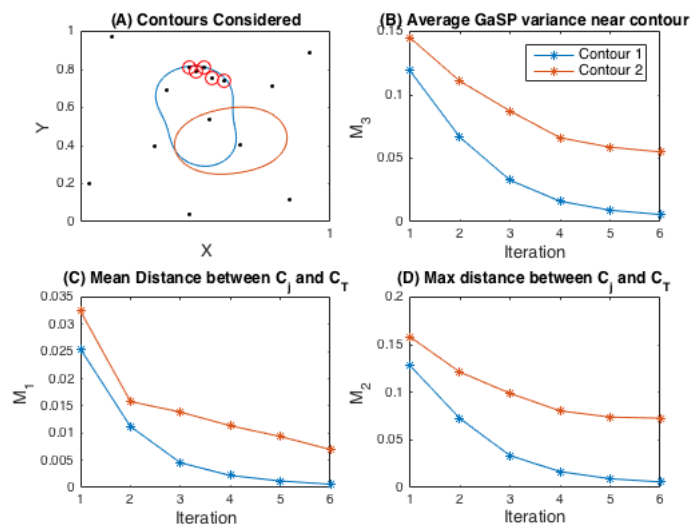 (A) Contours Considered
1
0.8
0.6
0.4
0.2
0
Y
1
X
(B) Average GaSP variance near contour
0.15
0.1
0.05
0
M3
Contour 1
Contour 2
1 2 3 4 5 6
Iteration
(C) Mean Distance between Cj and CT
0.035
0.03
0.025
0.02
0.015
0.01
0.005
0
M1
1 2 3 4 5 6
Iteration
(D) Max distance between Cj and CT
0.2
0.15
0.1
0.05
0
M2
1 2 3 4 5 6
Iteration